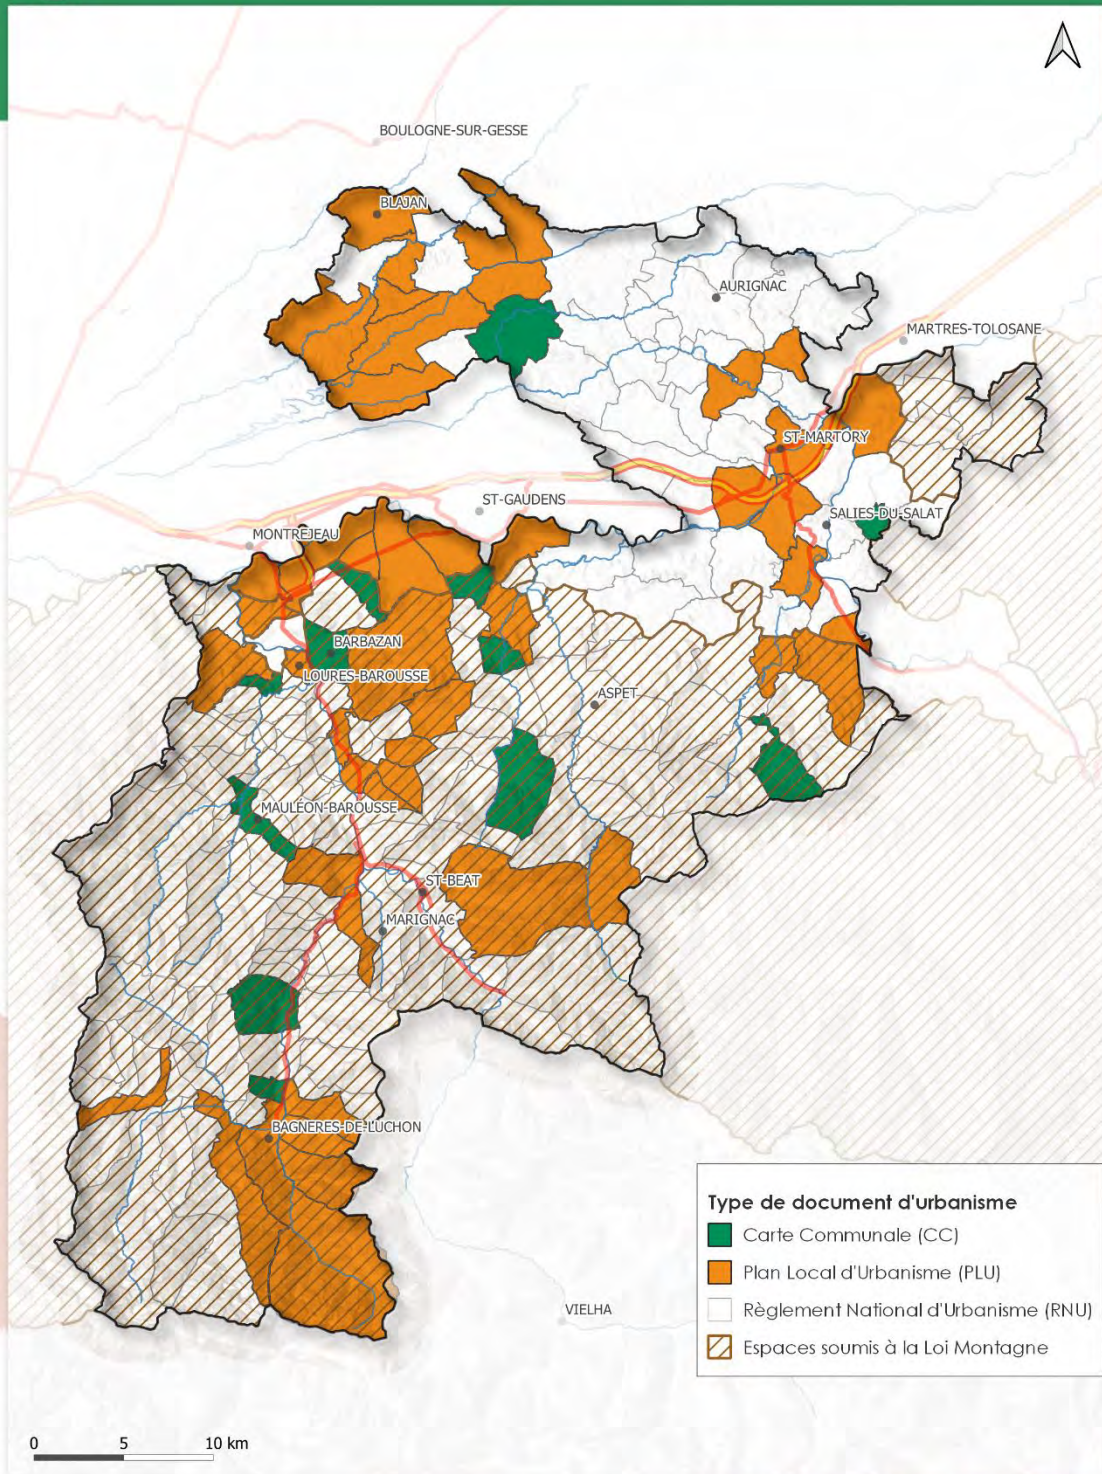 BOULOGNE-SUR-GESSE
BLAJAN
AURIGNAC
MARTRES-TOLOSANE
ST-MARTORY
ST-GAUDENS
SALIES-DU-SALAT
MONTRÉJEAU
BARBAZAN
LOURES-BAROUSSE
ASPET
MAULÉON-BAROUSSE
ST-BEAT
MARIGNAC
BAGNERES-DE-LUCHON
VIELHA
Type de document d'urbanisme
Carte Communale (CC)
Plan Local d'Urbanisme (PLU)
Règlement National d'Urbanisme (RNU)
Espaces soumis à la Loi Montagne
0 5 10 km